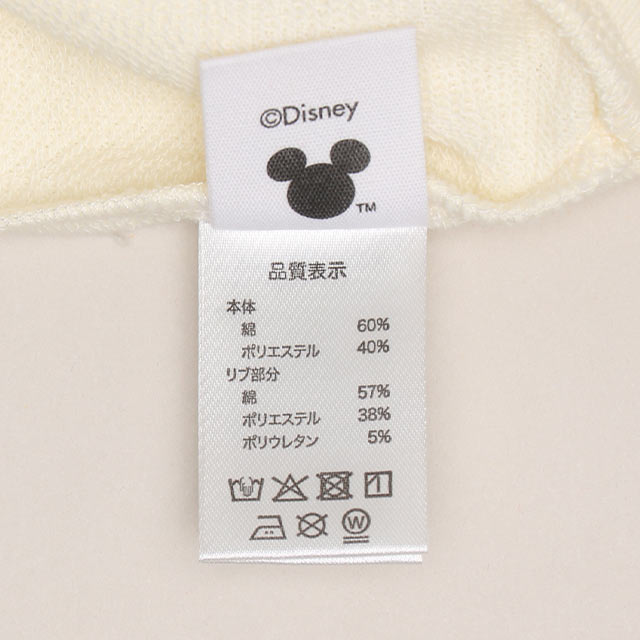 ©Disney
TM
品質表示
本体
綿 60%
ポリエステル 40%
リブ部分
綿 57%
ポリエステル 38%
ポリウレタン 5%
W